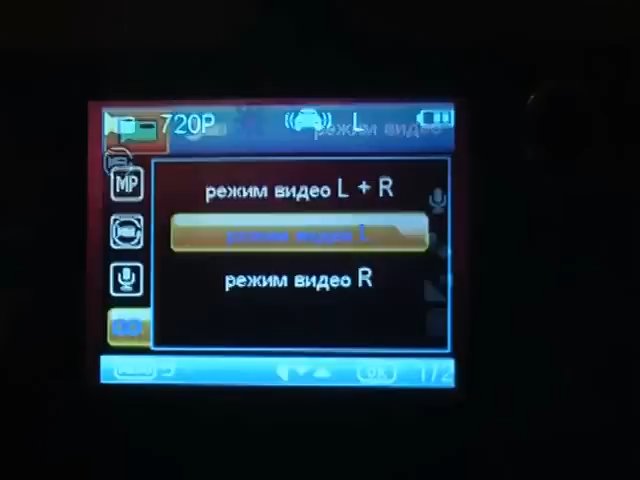 720P L
режим видео
MP
режим видео L + R
режим видео L
режим видео R
OK 1/2